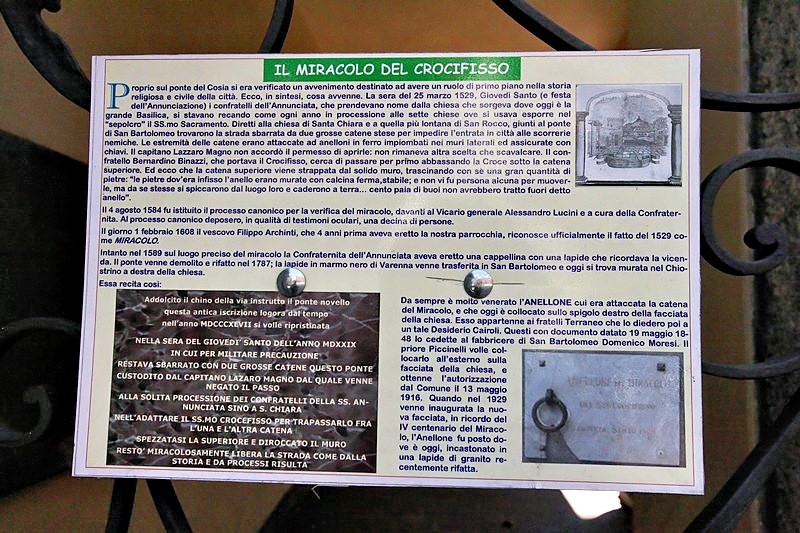 IL MIRACOLO DEL CROCIFISSO
Proprio sul ponte del Cosia si era verificato un avvenimento destinato ad avere un ruolo di primo piano nella storia
religiosa e civile della città. Ecco, in sintesi, cosa avvenne. La sera del 25 marzo 1529, Giovedì Santo (e festa
dell'Annunciazione) i confratelli dell'Annunciata, che prendevano nome dalla chiesa che sorgeva dove oggi è la
grande Basilica, si stavano recando come ogni anno in processione alle sette chiese ove si usava esporre nel
"sepolcro" il SS.mo Sacramento. Diretti alla chiesa di Santa Chiara e a quella più lontana di San Rocco, giunti al ponte
di San Bartolomeo trovarono la strada sbarrata da due grosse catene stese per impedire l'entrata in città alle scorrerie
nemiche. Le estremità delle catene erano attaccate ad anelloni in ferro impiombati nei muri laterali ed assicurate con
chiavi. Il capitano Lazzaro Magno non accordò il permesso di aprirle: non rimaneva altra scelta che scavalcare. Il con-
fratello Bernardino Binazzi, che portava il Crocifisso, cerca di passare per primo abbassando la Croce sotto la catena
superiore. Ed ecco che la catena superiore viene strappata dal solido muro, trascinando con sè una gran quantità di
pietre: "le pietre dov'era infisso l'anello erano murate con calcina ferma,stabile; e non vi fu persona alcuna per muover-
le, ma da se stesse si spiccarono dal luogo loro e caderono a terra... cento paia di buoi non avrebbero tratto fuori detto
anello".
Il 4 agosto 1584 fu istituito il processo canonico per la verifica del miracolo, davanti al Vicario generale Alessandro Lucini e a cura della Confrater-
nita. Al processo canonico deposero, in qualità di testimoni oculari, una decina di persone.
Il giorno 1 febbraio 1608 il vescovo Filippo Archinti, che 4 anni prima aveva eretto la nostra parrocchia, riconosce ufficialmente il fatto del 1529 co-
me MIRACOLO.
Intanto nel 1589 sul luogo preciso del miracolo la Confraternita dell'Annunciata aveva eretto una cappellina con una lapide che ricordava la vicen-
da. Il ponte venne demolito e rifatto nel 1787; la lapide in marmo nero di Varenna venne trasferita in San Bartolomeo e oggi si trova murata nel Chio-
strino a destra della chiesa.
Essa recita così:
Addolcito il chino della via instrutto il ponte novello
questa antica iscrizione logora dal tempo
nell'anno MDCCCXEVII si volle ripristinata
NELLA SERA DEL GIOVEDI' SANTO DELL'ANNO MDXXIX
IN CUI PER MILITARE PRECAUZIONE
RESTAVA SBARRATO CON DUE GROSSE CATENE QUESTO PONTE
CUSTODITO DAL CAPITANO LAZARO MAGNO DAL QUALE VENNE
NEGATO IL PASSO
ALLA SOLITA PROCESSIONE DEI CONFRATELLI DELLA SS. AN-
NUNCIATA SINO A S. CHIARA
NELL'ADATTARE IL SS.MO CROCEFISSO PER TRAPASSARLO FRA
L'UNA E L'ALTRA CATENA
SPEZZATASI LA SUPERIORE E DIROCCATO IL MURO
RESTO' MIRACOLOSAMENTE LIBERA LA STRADA COME DALLA
STORIA E DA PROCESSI RISULTA
Da sempre è molto venerato l'ANELLONE cui era attaccata la catena
del Miracolo, e che oggi è collocato sullo spigolo destro della facciata
della chiesa. Esso appartenne ai fratelli Terraneo che lo diedero poi a
un tale Desiderio Cairoli. Questi con documento datato 19 maggio 18-
48 lo cedette al fabbricere di San Bartolomeo Domenico Moresi. Il
priore Piccinelli volle col-
locarlo all'esterno sulla
facciata della chiesa, e
ottenne l'autorizzazione
dal Comune il 13 maggio
1916. Quando nel 1929
venne inaugurata la nuo-
va facciata, in ricordo del
IV centenario del Miraco-
lo, l'Anellone fu posto do-
ve è oggi, incastonato in
una lapide di granito re-
centemente rifatta.
ANELLONE MIRACOLO